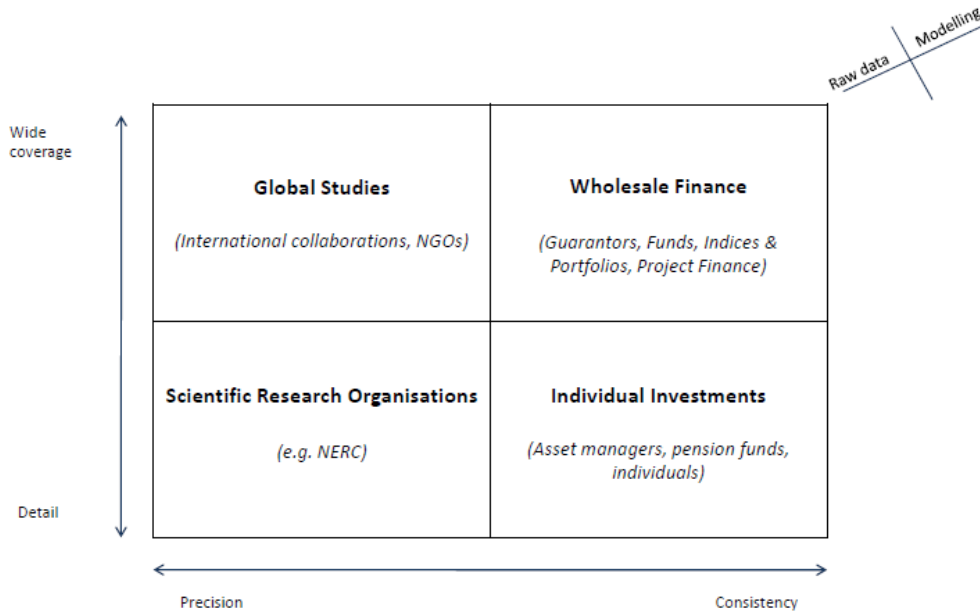 Raw data
Modelling
Wide
coverage
Global Studies
(International collaborations, NGOs)
Wholesale Finance
(Guarantors, Funds, Indices &
Portfolios, Project Finance)
Scientific Research Organisations
(e.g. NERC)
Individual Investments
(Asset managers, pension funds,
individuals)
Detail
Precision
Consistency